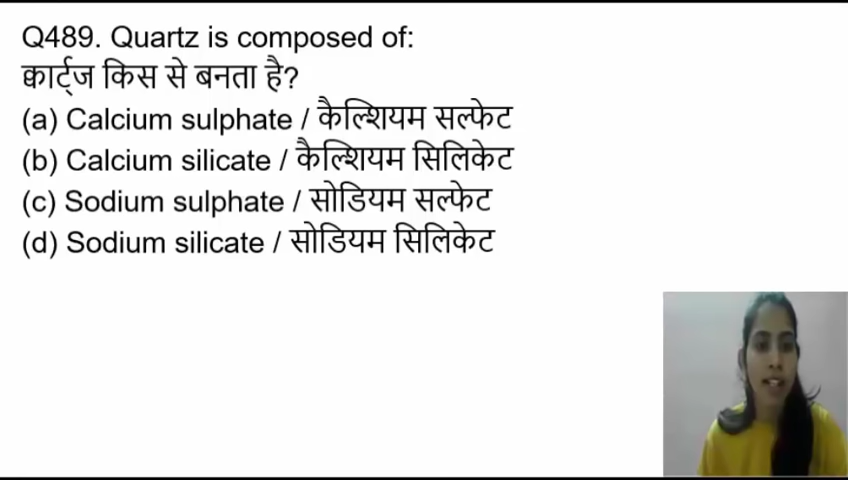 Q489. Quartz is composed of:
क्वार्ट्ज किस से बनता है?
(a) Calcium sulphate / कैल्शियम सल्फेट
(b) Calcium silicate / कैल्शियम सिलिकेट
(c) Sodium sulphate / सोडियम सल्फेट
(d) Sodium silicate / सोडियम सिलिकेट